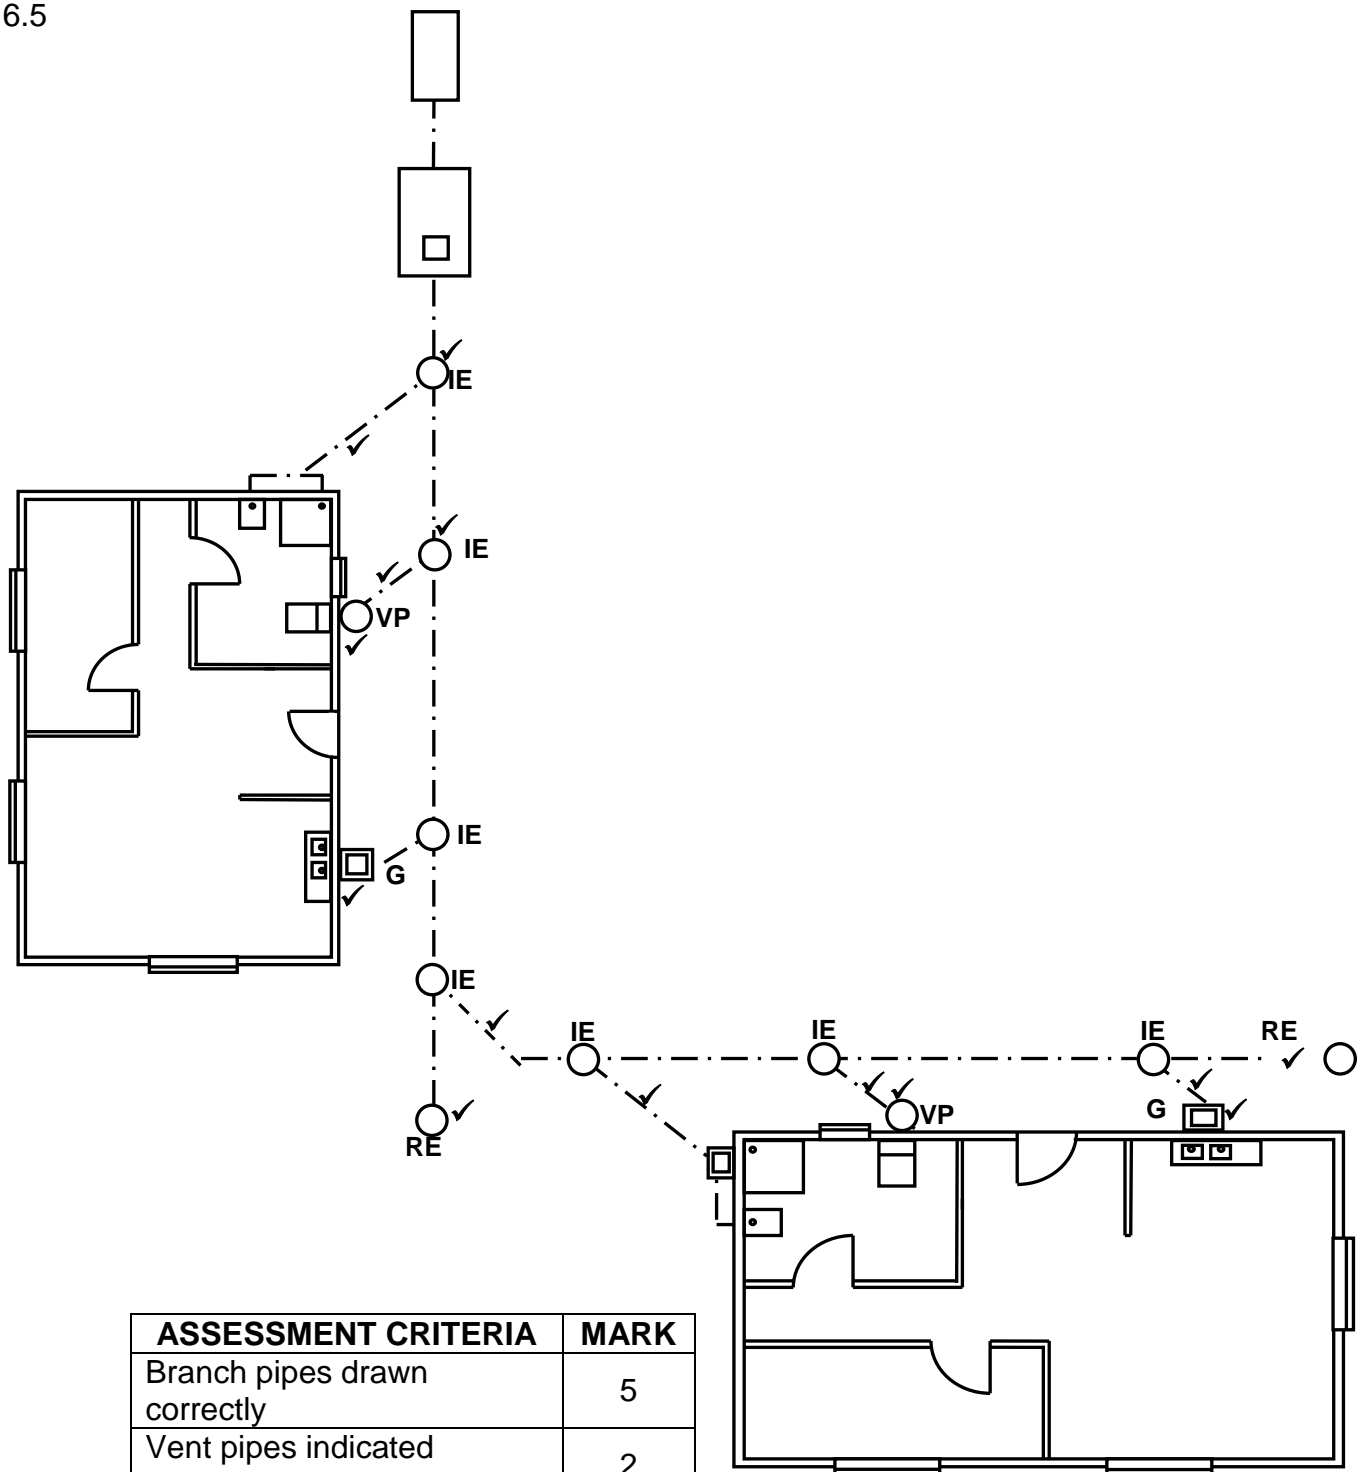 6.5
IE
IE
VP
IE
G
IE
IE
IE
IE
RE
VP
G
RE
ASSESSMENT CRITERIA MARK
Branch pipes drawn
correctly
5
Vent pipes indicated
2